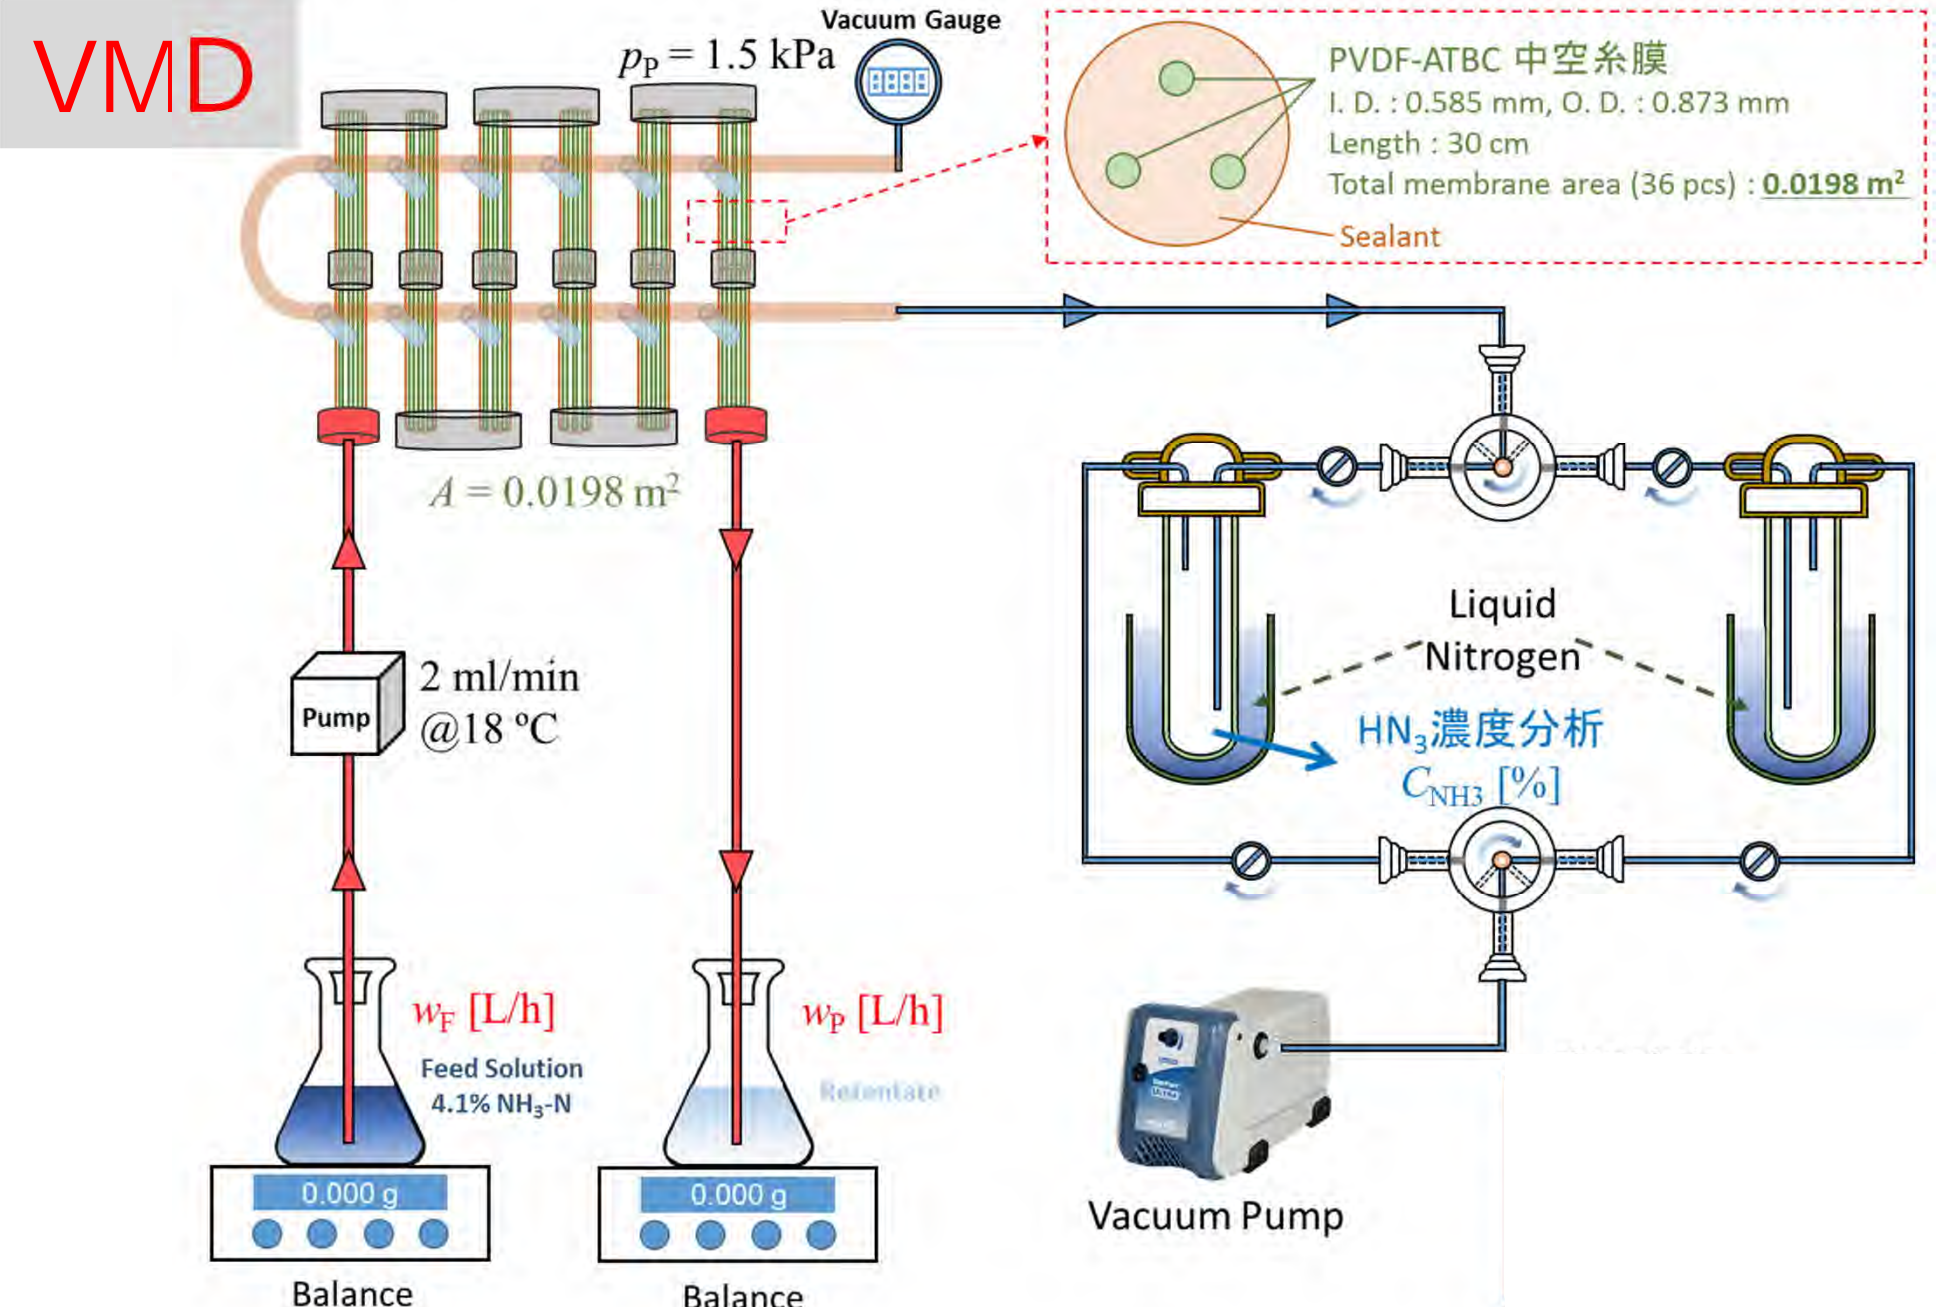 VMD
Vacuum Gauge
pP = 1.5 kPa
PVDF-ATBC 中空糸膜
I. D. : 0.585 mm, O. D. : 0.873 mm
Length : 30 cm
Total membrane area (36 pcs) : 0.0198 m²
Sealant
A = 0.0198 m²
Pump
2 ml/min
@18 ºC
Liquid
Nitrogen
HN₃濃度分析
CNH3 [%]
wF [L/h]
Feed Solution
4.1% NH₃-N
wP [L/h]
Retentate
0.000 g
Balance
0.000 g
Balance
Vacuum Pump